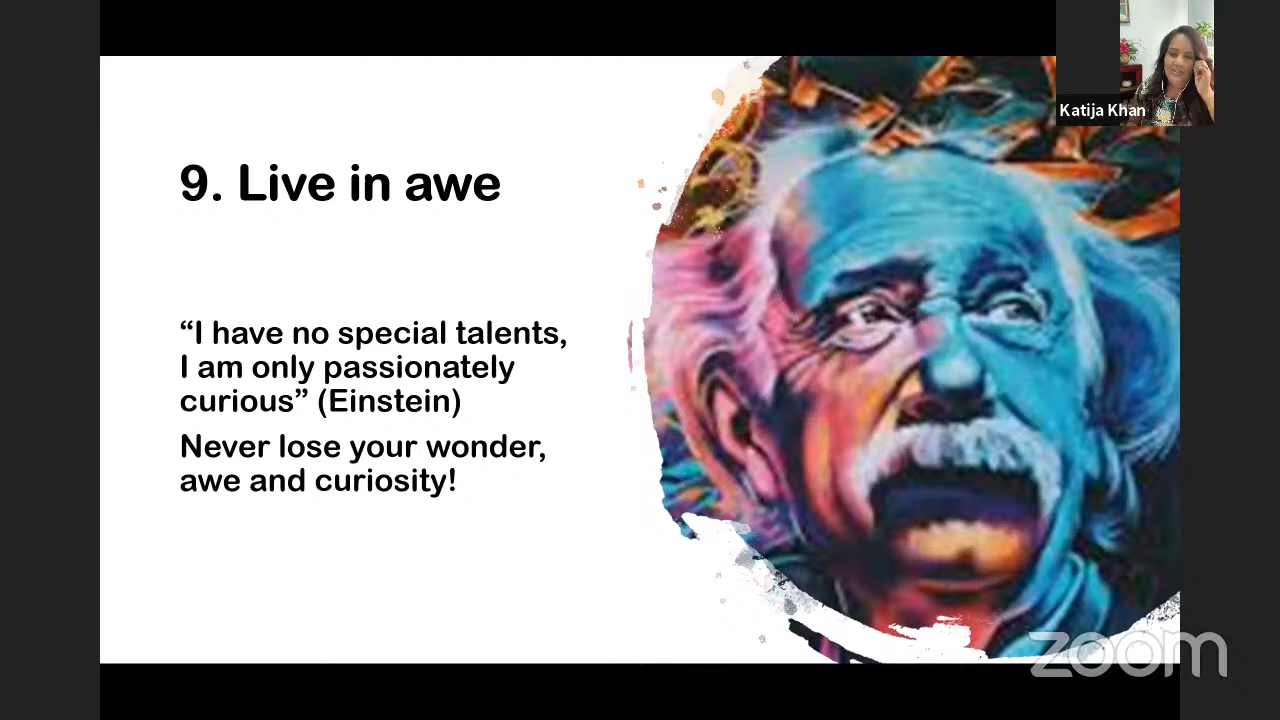 Katija Khan
9. Live in awe
“I have no special talents,
I am only passionately
curious” (Einstein)
Never lose your wonder,
awe and curiosity!
zoom